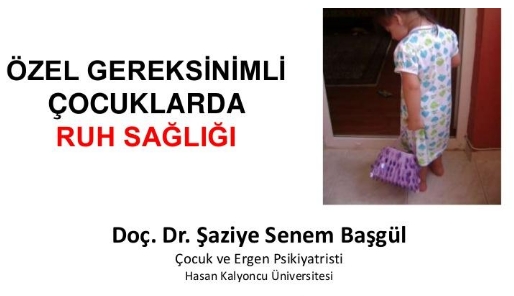 ÖZEL GEREKSİNİMLİ
ÇOCUKLARDA
RUH SAĞLIĞI
Doç. Dr. Şaziye Senem Başgül
Çocuk ve Ergen Psikiyatristi
Hasan Kalyoncu Üniversitesi